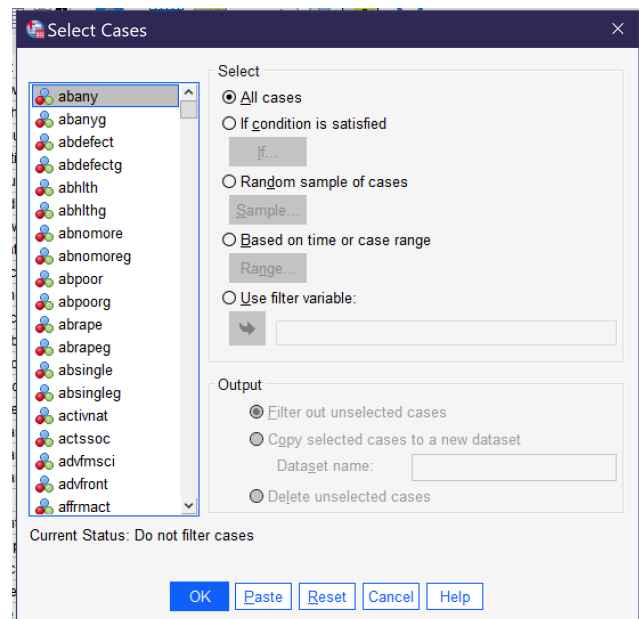 Select Cases
abany
abanyg
abdefect
abdefectg
abhlth
abhlthg
abnomore
abnomoreg
abpoor
abpoorg
abrape
abrapeg
absingle
absingleg
activnat
actssoc
advfmsci
advfront
affrmact
Select
All cases
If condition is satisfied
If...
Random sample of cases
Sample...
Based on time or case range
Range...
Use filter variable:
Output
Filter out unselected cases
Copy selected cases to a new dataset
Dataset name:
Delete unselected cases
Current Status: Do not filter cases
OK Paste Reset Cancel Help